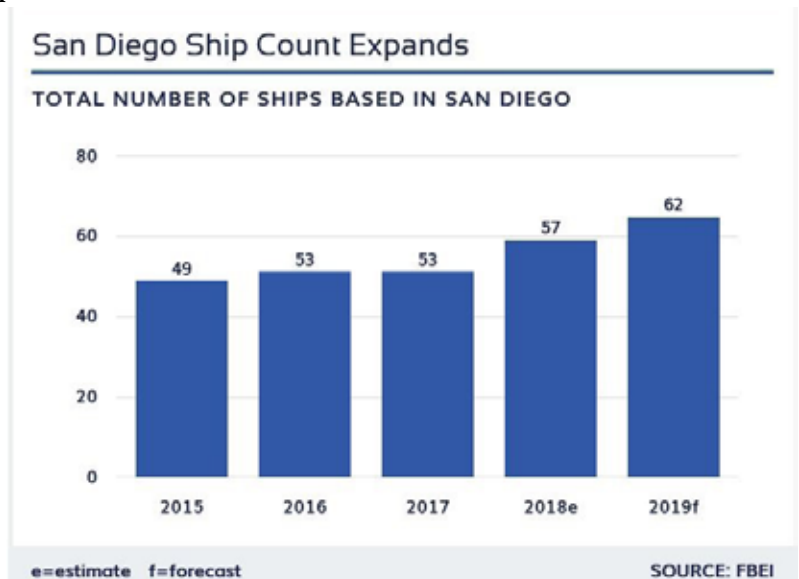 San Diego Ship Count Expands
TOTAL NUMBER OF SHIPS BASED IN SAN DIEGO
80
60
40
20
0
49
53
53
57
62
2015 2016 2017 2018e 2019f
e=estimate f=forecast SOURCE: FBEI